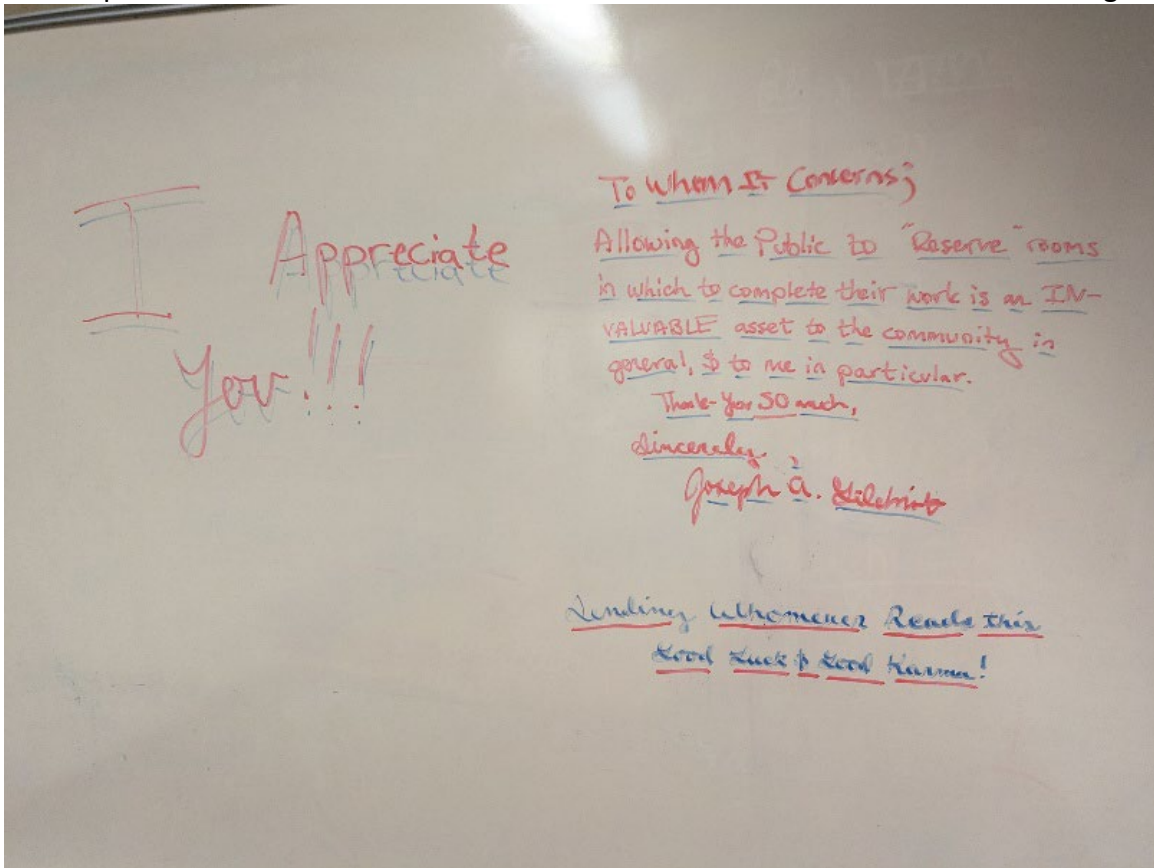 I Appreciate
You!!!
To Whom It Concerns;
Allowing the Public to "Reserve" rooms
in which to complete their work is an IN-
VALUABLE asset to the community in
general, & to me in particular.
Thank-You SO much,
Sincerely,
Joseph A. Gilchrist
Sending Whomever Reads this
Good Luck & Good Karma!